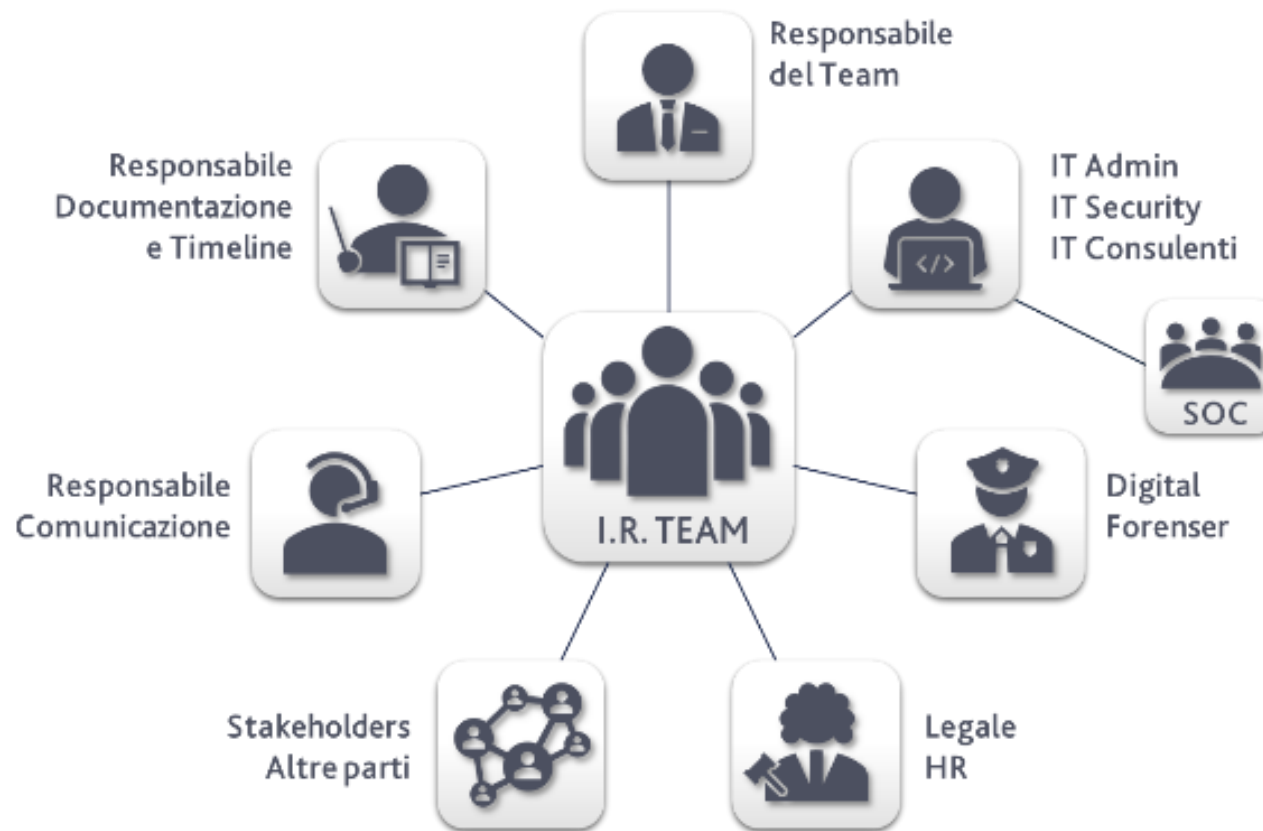 Responsabile
del Team
Responsabile
Documentazione
e Timeline
IT Admin
IT Security
IT Consulenti
</>
SOC
I.R. TEAM
Responsabile
Comunicazione
Digital
Forenser
Stakeholders
Altre parti
Legale
HR